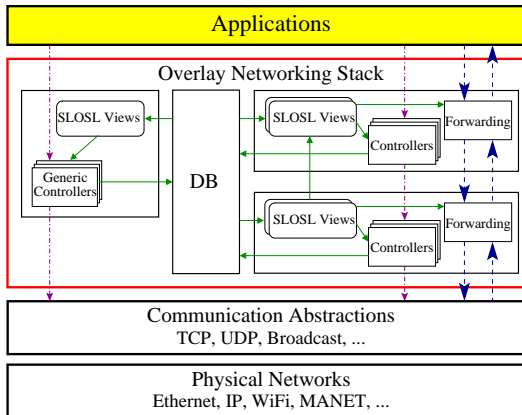 Applications
Overlay Networking Stack
SLOSL Views
Generic
Controllers
DB
SLOSL Views
Controllers
Forwarding
SLOSL Views
Controllers
Forwarding
Communication Abstractions
TCP, UDP, Broadcast, ...
Physical Networks
Ethernet, IP, WiFi, MANET, ...